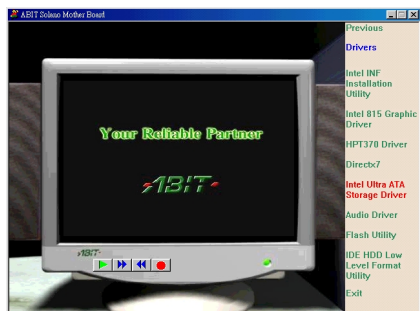 ABIT Solano Mother Board
Previous
Drivers
Intel INF
Installation
Utility
Intel 815 Graphic
Driver
HPT370 Driver
Directx7
Intel Ultra ATA
Storage Driver
Audio Driver
Flash Utility
IDE HDD Low
Level Format
Utility
Exit
Your Reliable Partner
ABIT
ABIT